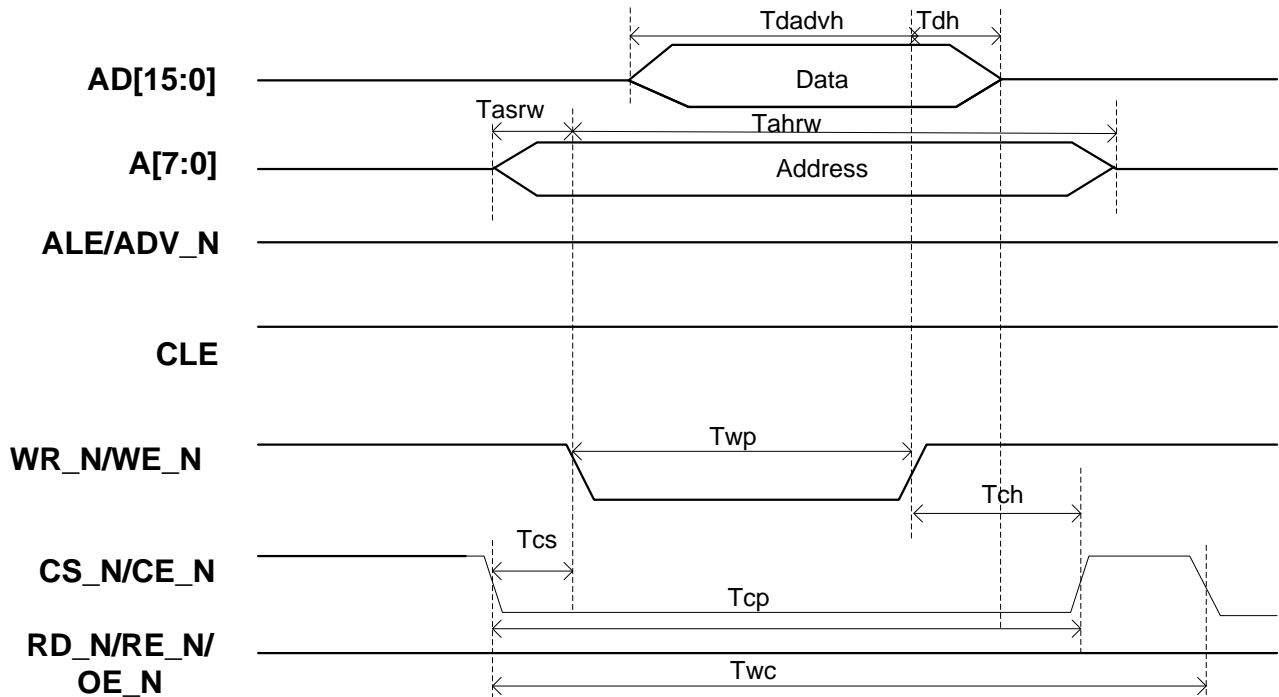 Tdadvh Tdh
AD[15:0]
Data
Tasrw
Tahrw
A[7:0]
Address
ALE/ADV_N
CLE
Twp
WR_N/WE_N
Tch
Tcs
CS_N/CE_N
Tcp
RD_N/RE_N/
OE_N
Twc